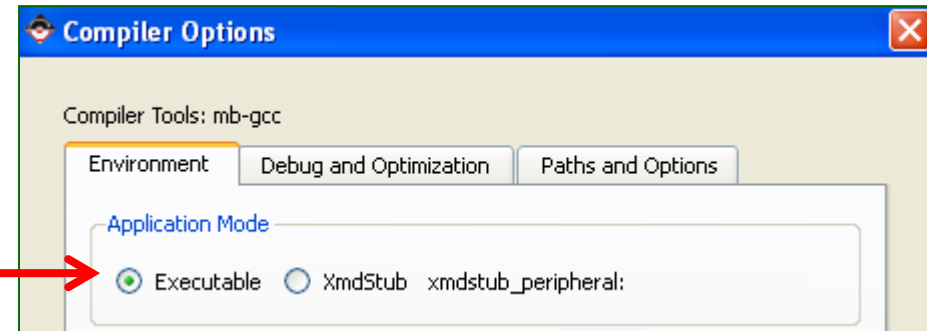 Compiler Options
Compiler Tools: mb-gcc
Environment Debug and Optimization Paths and Options
Application Mode
Executable XmdStub xmdstub_peripheral: